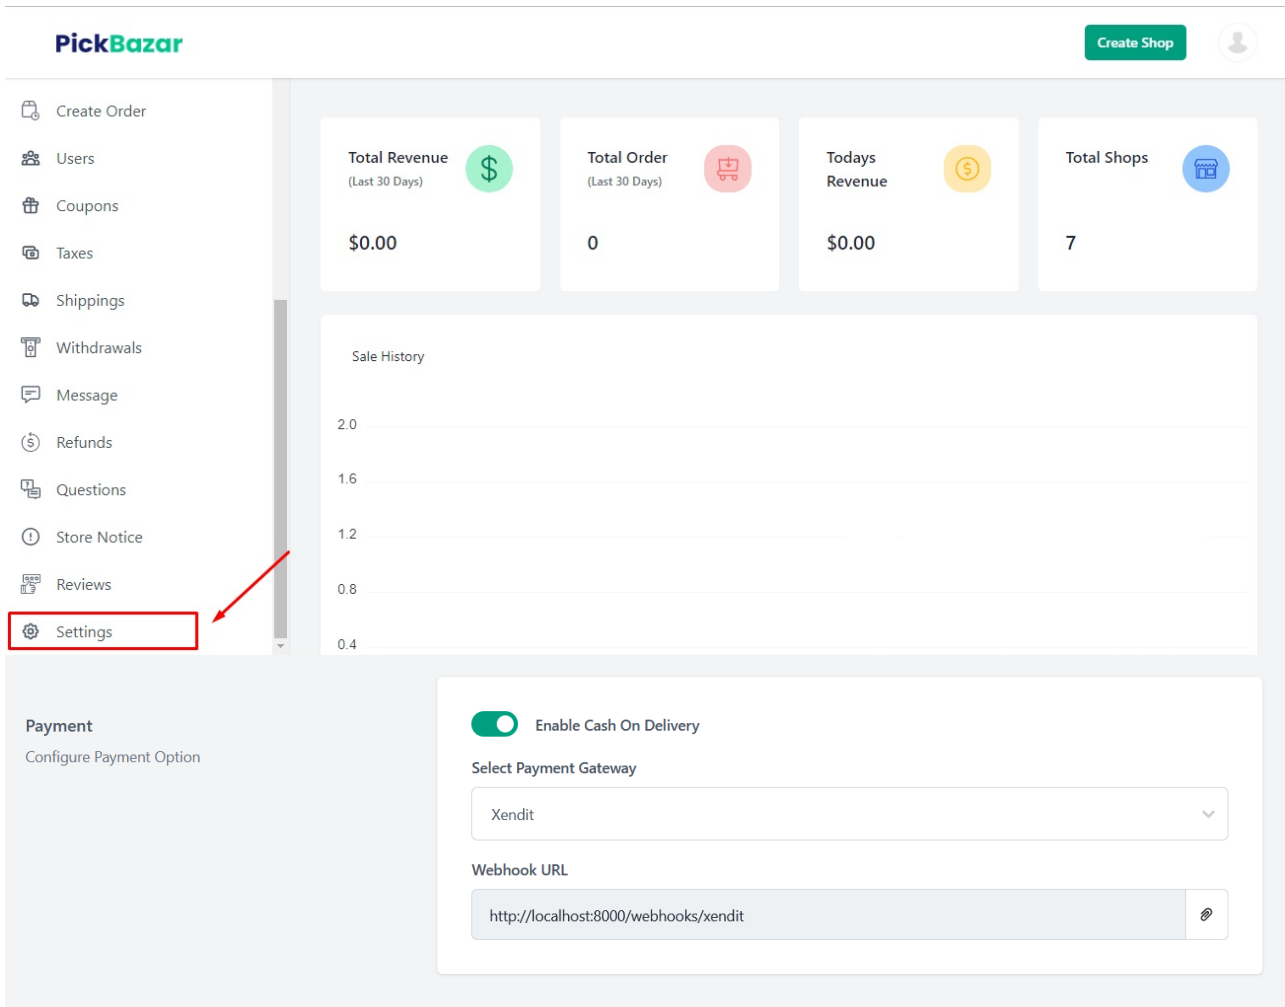 PickBazar
Create Shop
Create Order
Users
Coupons
Taxes
Shippings
Withdrawals
Message
Refunds
Questions
Store Notice
Reviews
Settings
Total Revenue
(Last 30 Days)
$0.00
Total Order
(Last 30 Days)
0
Todays
Revenue
$0.00
Total Shops
7
Sale History
2.0
1.6
1.2
0.8
0.4
Payment
Configure Payment Option
Enable Cash On Delivery
Select Payment Gateway
Xendit
Webhook URL
http://localhost:8000/webhooks/xendit